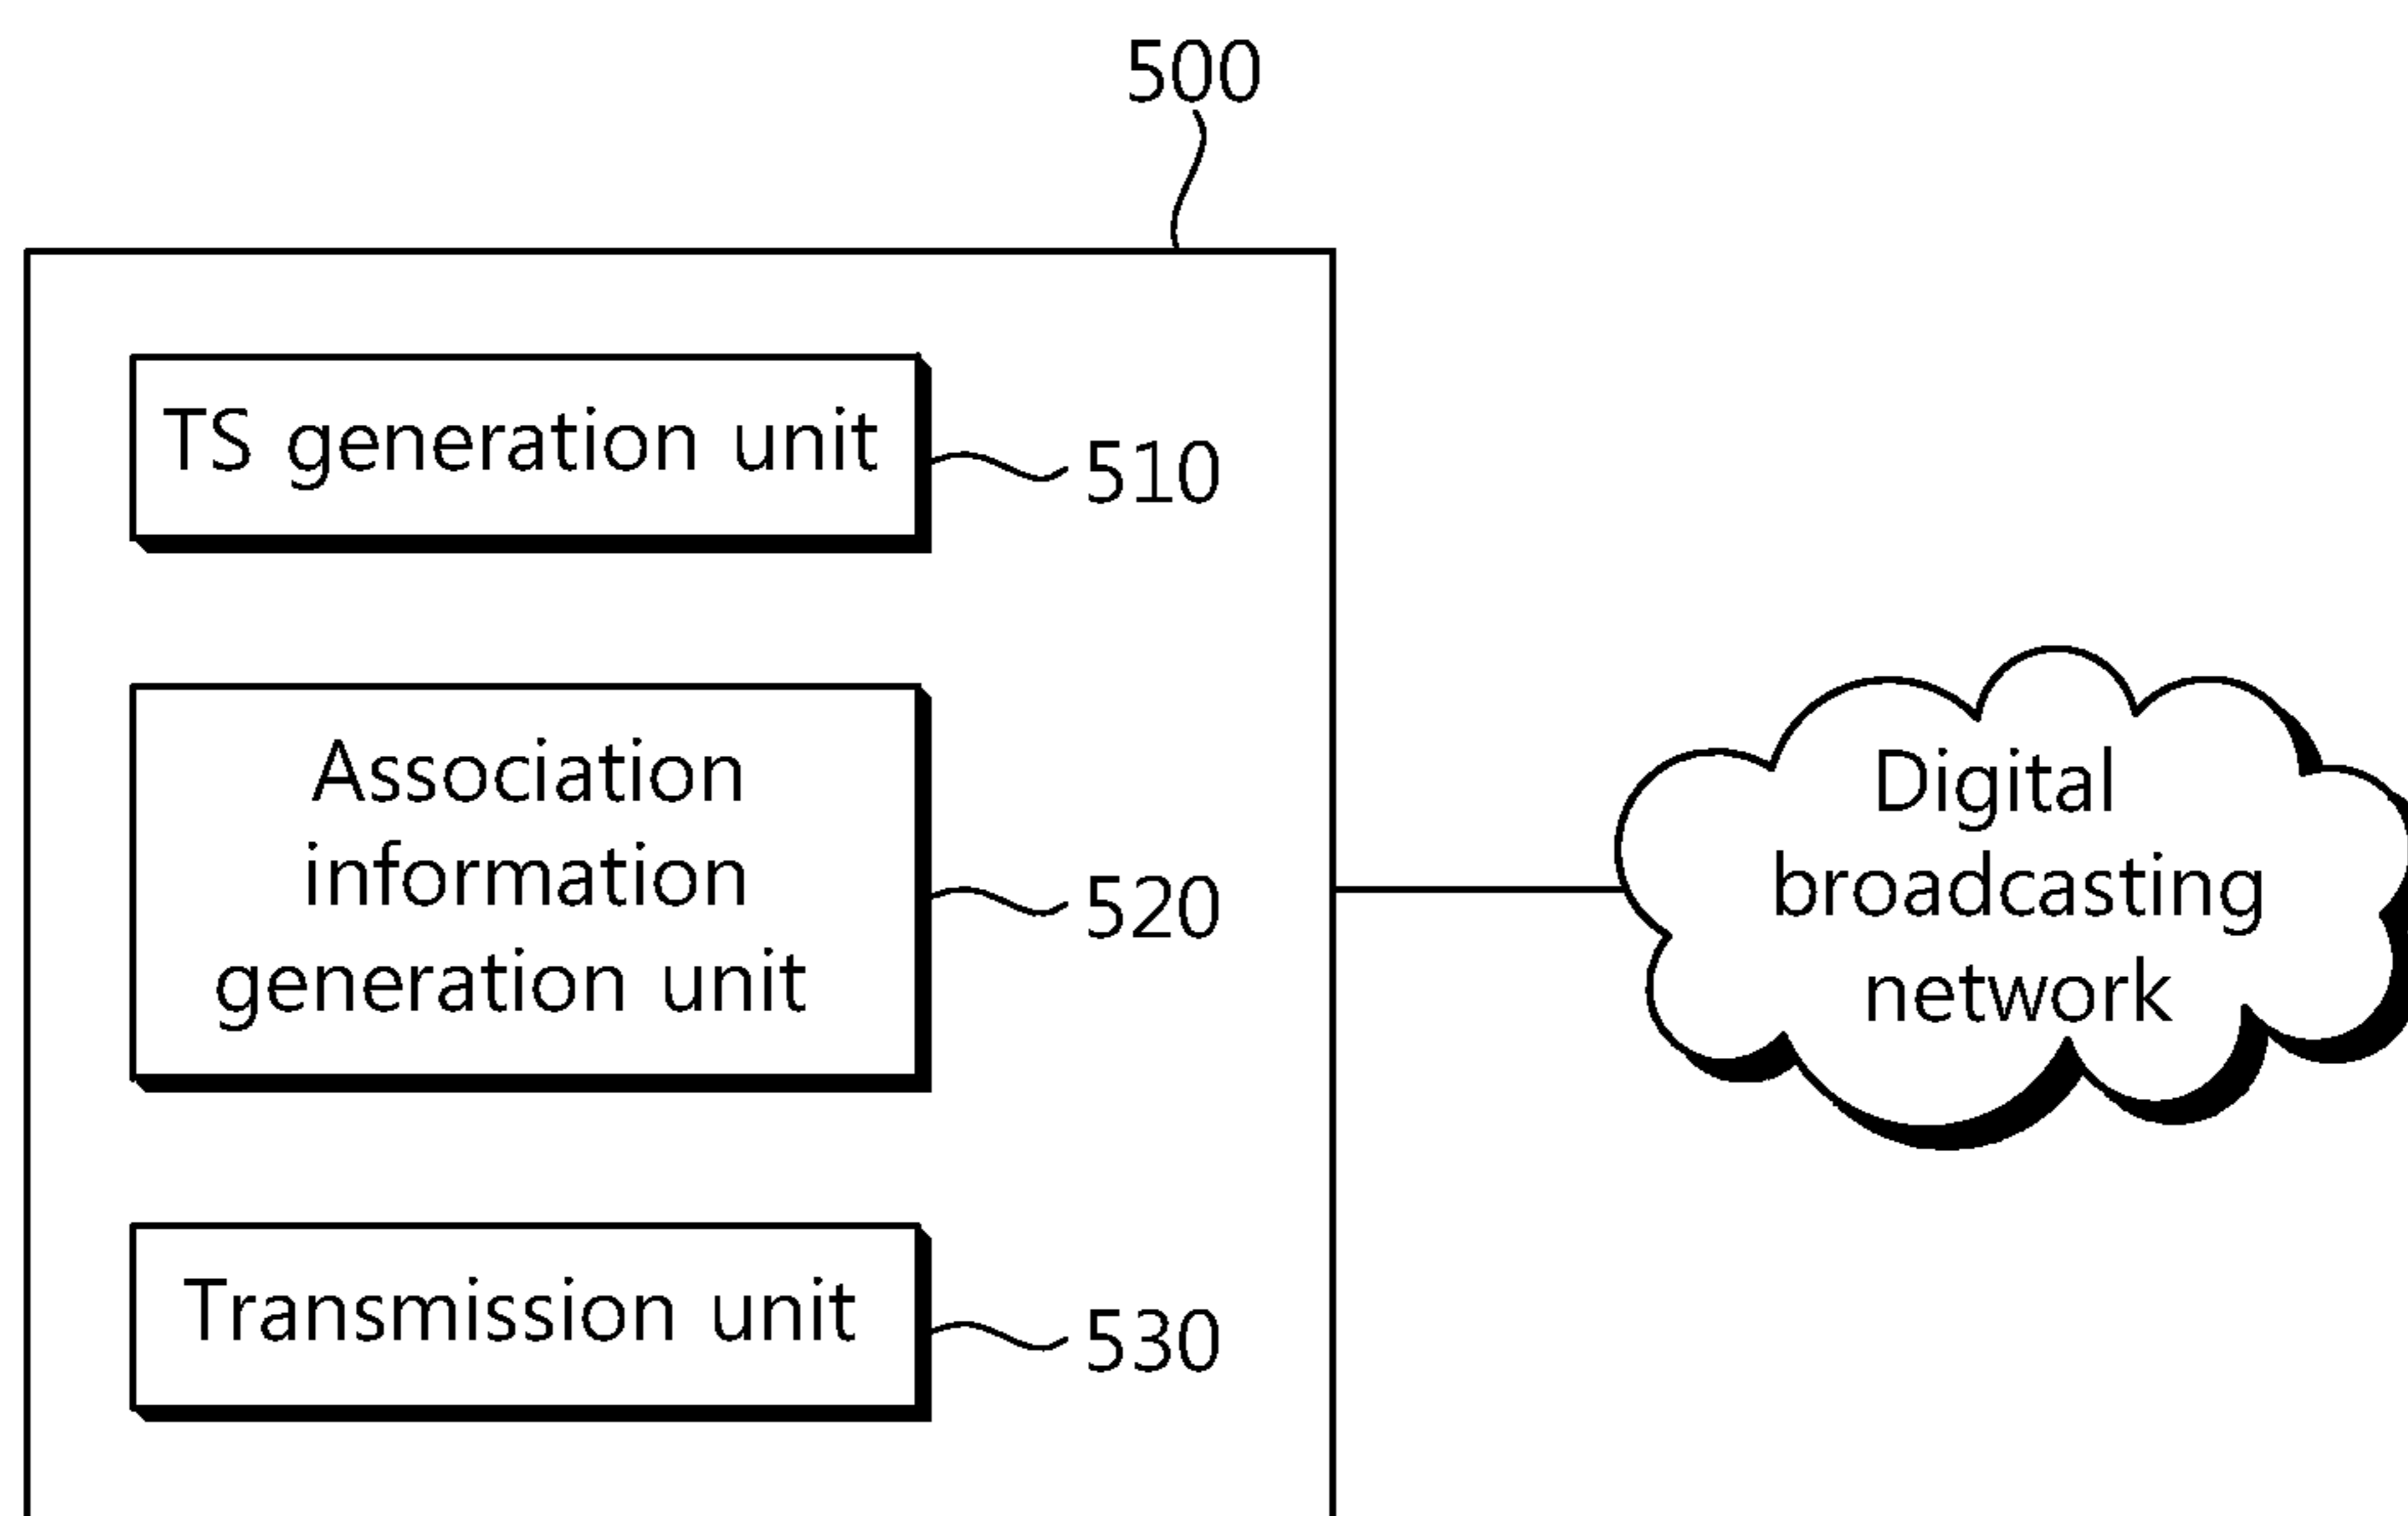 500
TS generation unit
510
Association
information
generation unit
520
Digital
broadcasting
network
Transmission unit
530